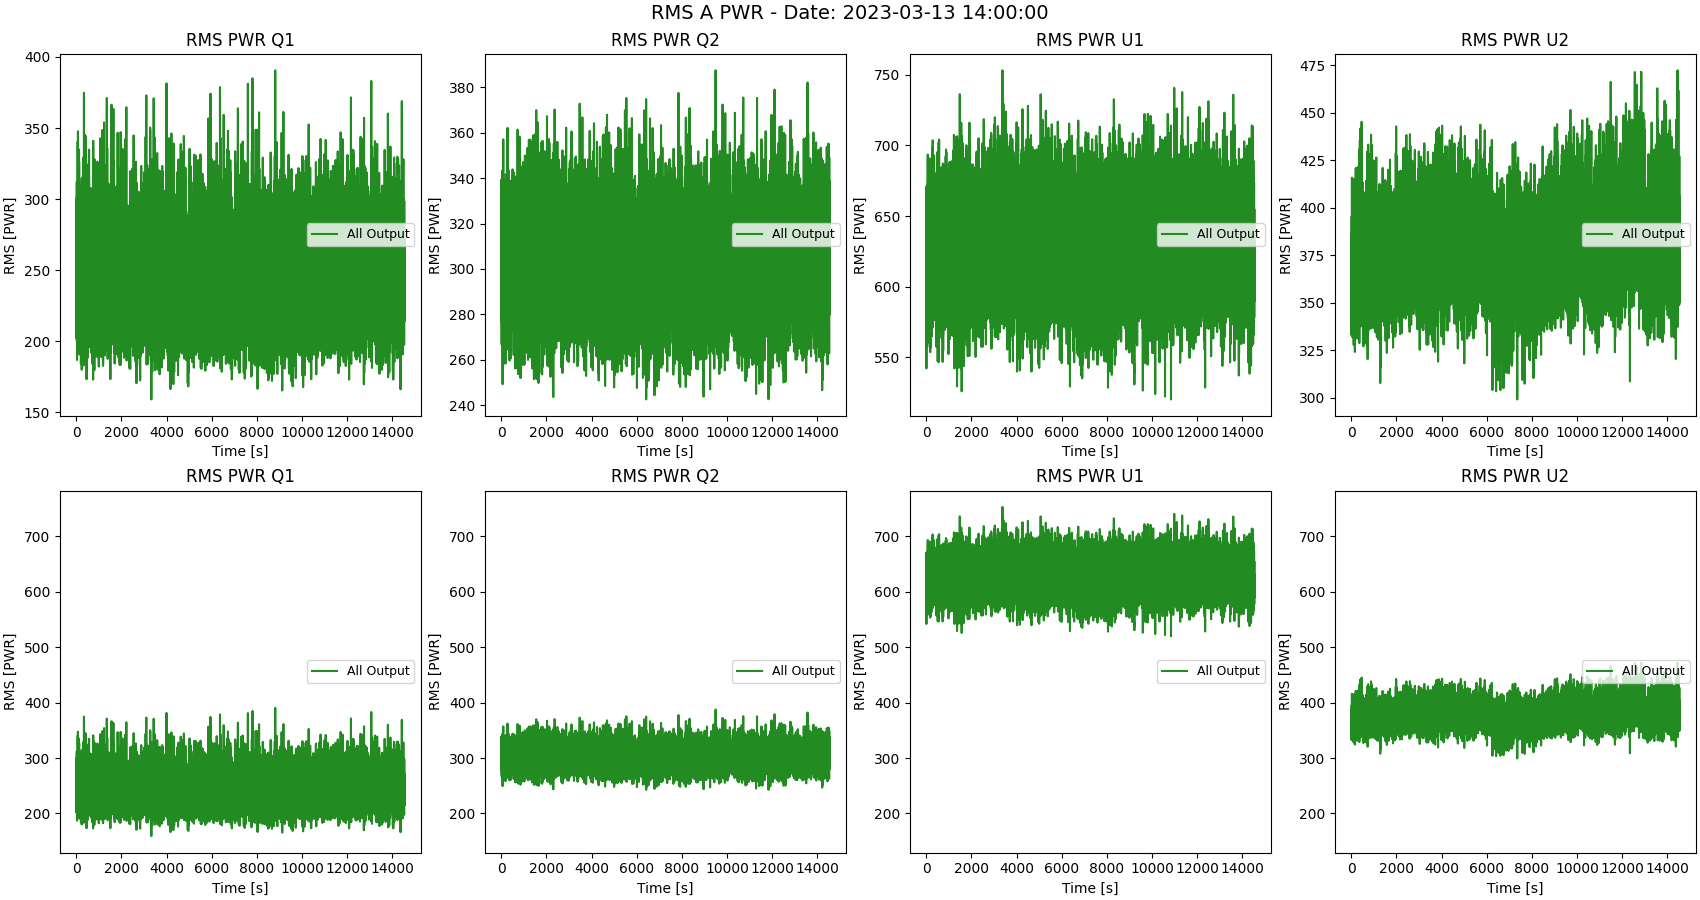 RMS A PWR - Date: 2023-03-13 14:00:00
RMS PWR Q1
RMS [PWR]
400
350
300
250
200
150
All Output
0 2000 4000 6000 8000 10000 12000 14000
Time [s]
RMS PWR Q2
RMS [PWR]
380
360
340
320
300
280
260
240
All Output
0 2000 4000 6000 8000 10000 12000 14000
Time [s]
RMS PWR U1
RMS [PWR]
750
700
650
600
550
All Output
0 2000 4000 6000 8000 10000 12000 14000
Time [s]
RMS PWR U2
RMS [PWR]
475
450
425
400
375
350
325
300
All Output
0 2000 4000 6000 8000 10000 12000 14000
Time [s]
RMS PWR Q1
RMS [PWR]
700
600
500
400
300
200
All Output
0 2000 4000 6000 8000 10000 12000 14000
Time [s]
RMS PWR Q2
RMS [PWR]
700
600
500
400
300
200
All Output
0 2000 4000 6000 8000 10000 12000 14000
Time [s]
RMS PWR U1
RMS [PWR]
700
600
500
400
300
200
All Output
0 2000 4000 6000 8000 10000 12000 14000
Time [s]
RMS PWR U2
RMS [PWR]
700
600
500
400
300
200
All Output
0 2000 4000 6000 8000 10000 12000 14000
Time [s]